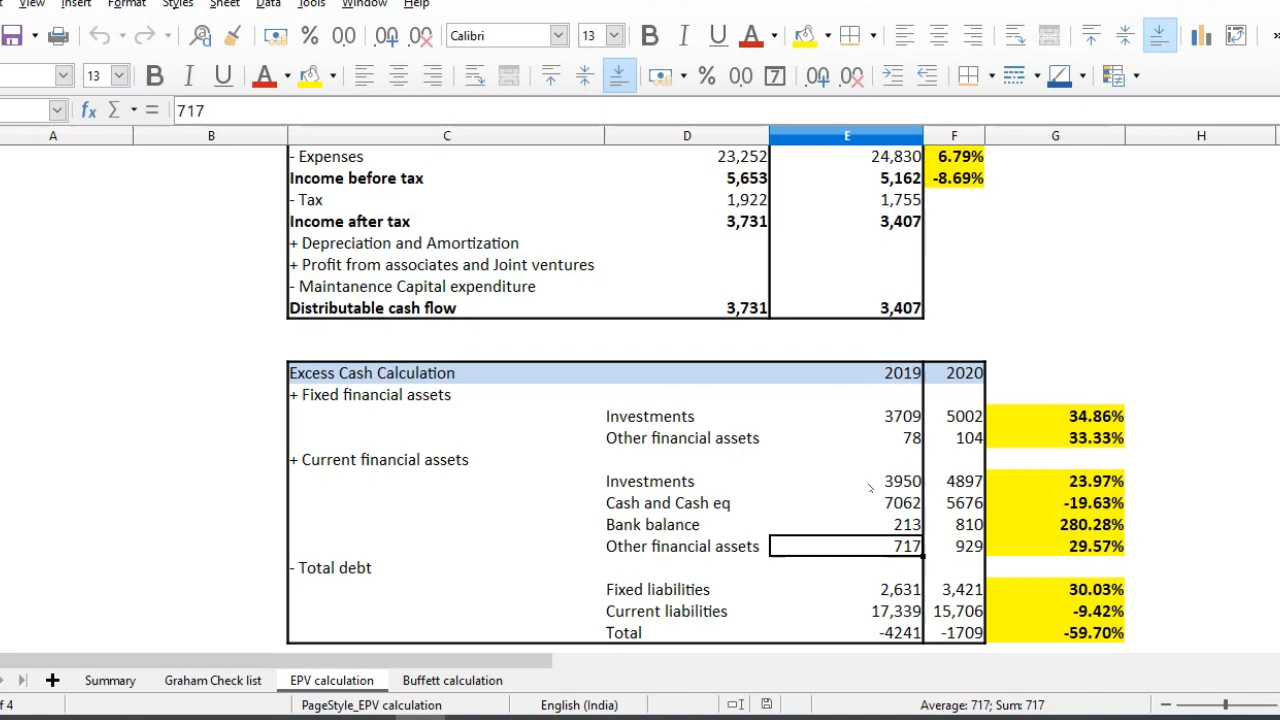 View Insert Format Styles Sheet Data Tools Window Help
Calibri 13
13
717
A B C D E F G H
- Expenses 23,252 24,830 6.79%
Income before tax 5,653 5,162 -8.69%
- Tax 1,922 1,755
Income after tax 3,731 3,407
+ Depreciation and Amortization
+ Profit from associates and Joint ventures
- Maintanence Capital expenditure
Distributable cash flow 3,731 3,407
Excess Cash Calculation 2019 2020
+ Fixed financial assets
Investments 3709 5002 34.86%
Other financial assets 78 104 33.33%
+ Current financial assets
Investments 3950 4897 23.97%
Cash and Cash eq 7062 5676 -19.63%
Bank balance 213 810 280.28%
Other financial assets 717 929 29.57%
- Total debt
Fixed liabilities 2,631 3,421 30.03%
Current liabilities 17,339 15,706 -9.42%
Total -4241 -1709 -59.70%
Summary Graham Check list EPV calculation Buffett calculation
of 4 PageStyle_EPV calculation English (India) Average: 717; Sum: 717